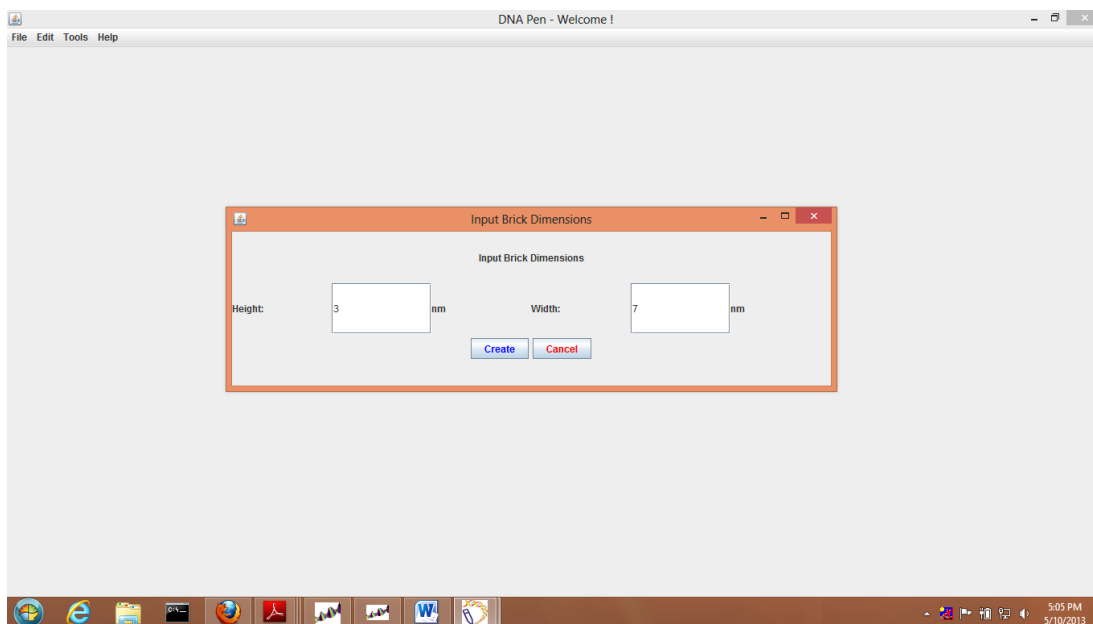 DNA Pen - Welcome !
File Edit Tools Help
Input Brick Dimensions
Input Brick Dimensions
Height: 3 nm Width: 7 nm
Create Cancel
5:05 PM
5/10/2013